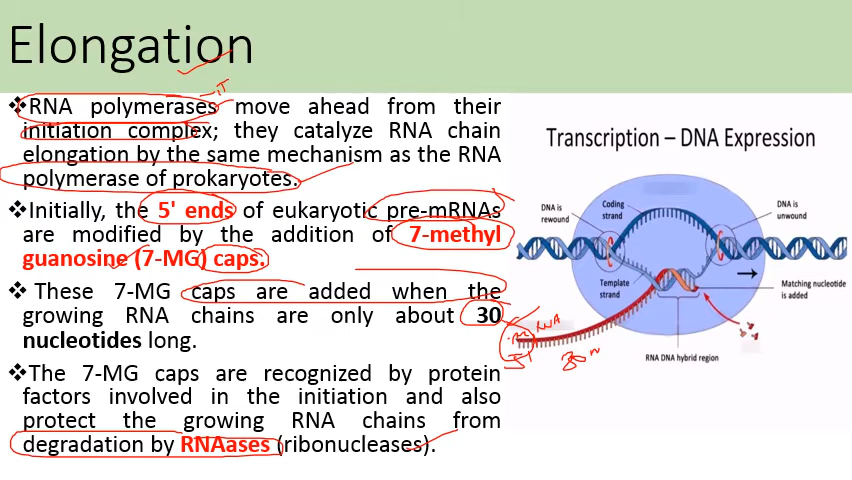 Elongation
❖RNA polymerases move ahead from their
initiation complex; they catalyze RNA chain
elongation by the same mechanism as the RNA
polymerase of prokaryotes.
❖Initially, the 5' ends of eukaryotic pre-mRNAs
are modified by the addition of 7-methyl
guanosine (7-MG) caps.
❖ These 7-MG caps are added when the
growing RNA chains are only about 30
nucleotides long.
❖The 7-MG caps are recognized by protein
factors involved in the initiation and also
protect the growing RNA chains from
degradation by RNAases (ribonucleases).
Transcription – DNA Expression
DNA is
rewound
Coding
strand
DNA is
unwound
Template
strand
Matching nucleotide
is added
RNA DNA hybrid region
RNA
30 n
5'